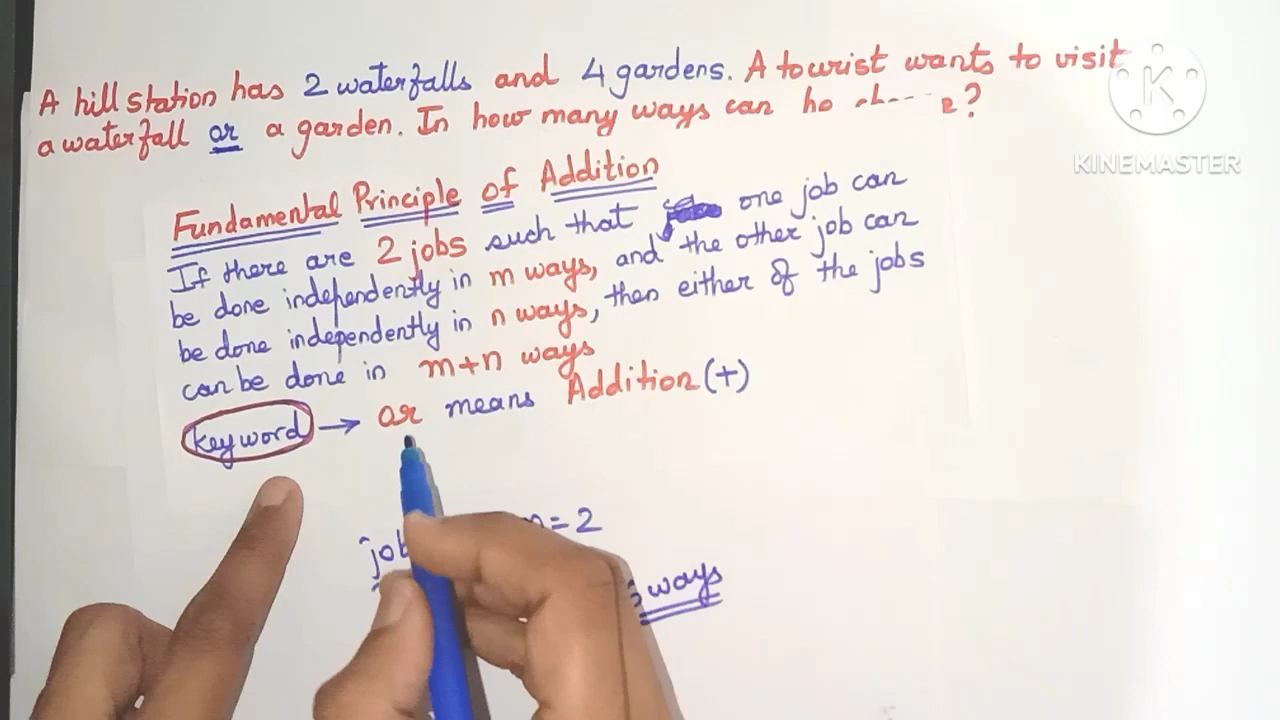 A hill station has 2 waterfalls and 4 gardens. A tourist wants to visit
a waterfall or a garden. In how many ways can he
KINEMASTER
Fundamental Principle of Addition
If there are 2 jobs such that one job can
be done independently in m ways, and the other job can
be done independently in n ways, then either of the jobs
can be done in m+n ways
keyword → or means Addition (+)
= 2
ways